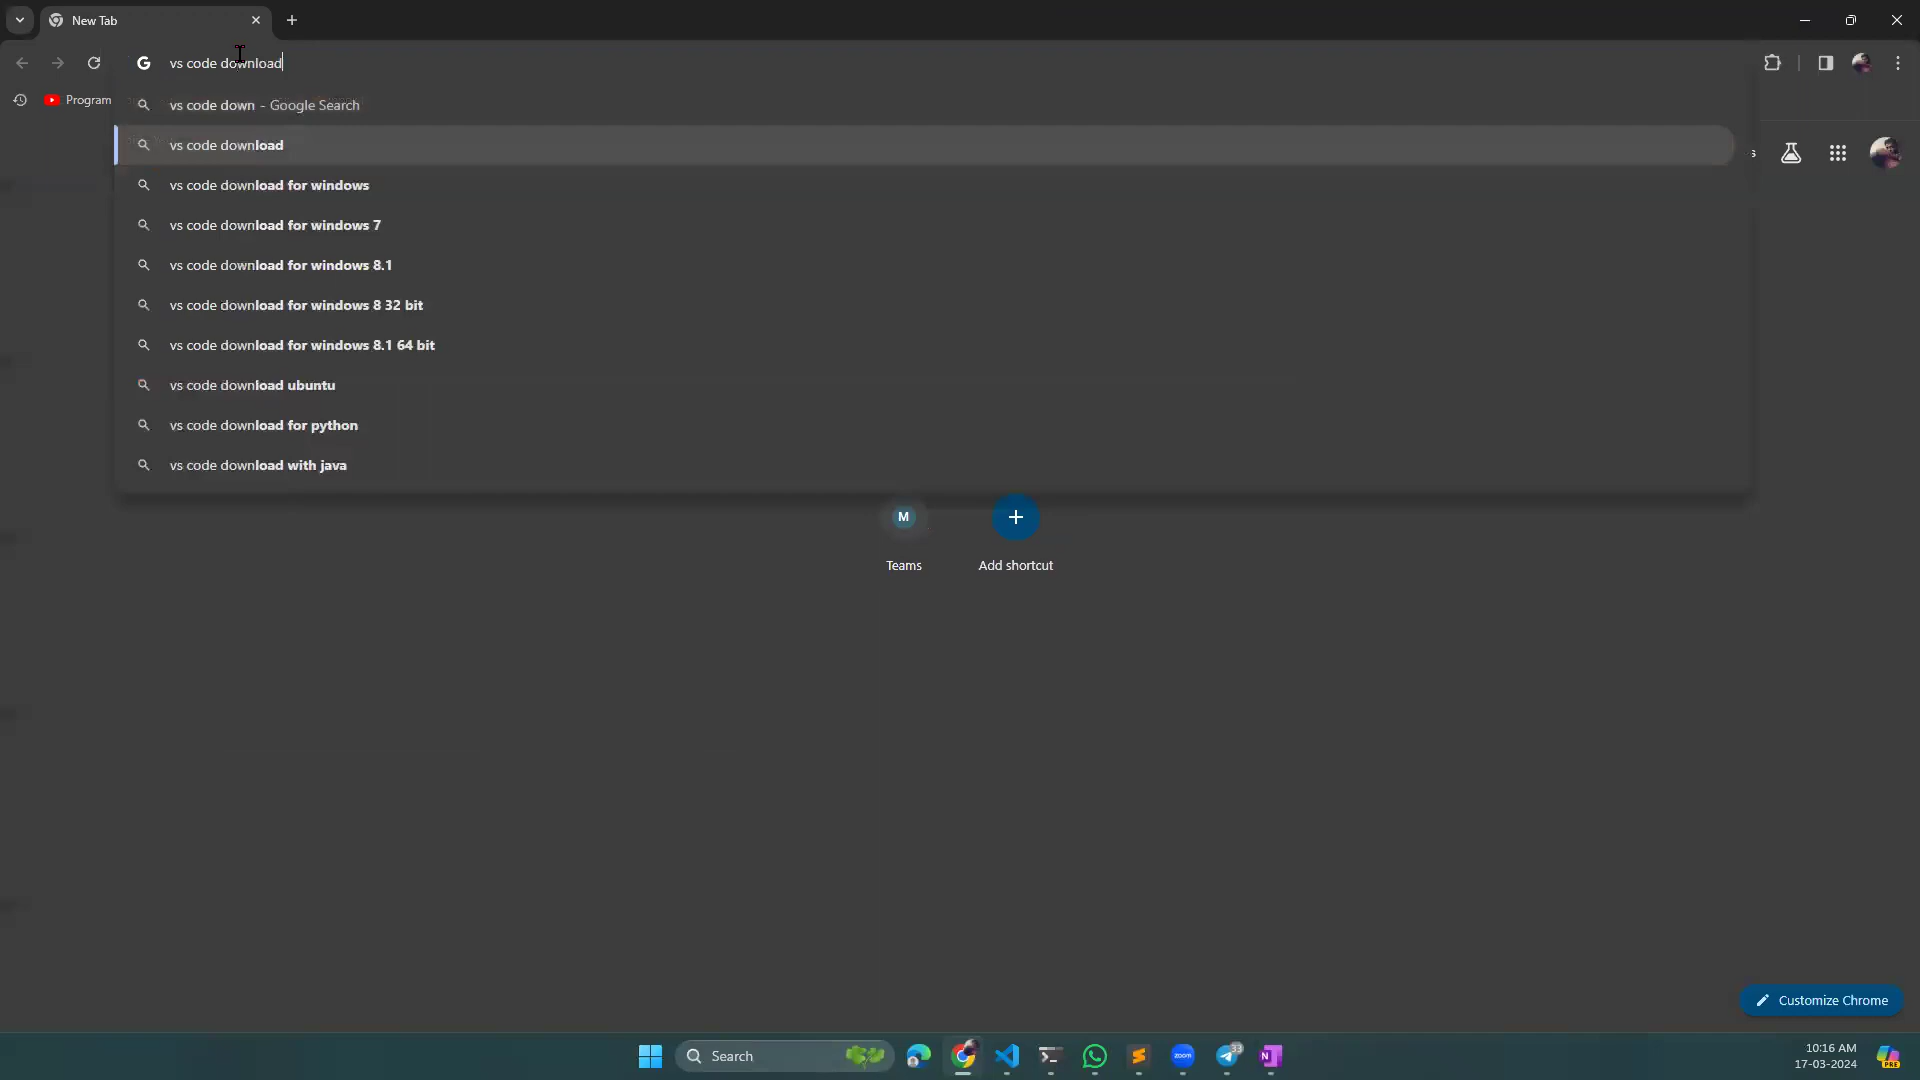 New Tab
vs code download
Program
vs code down - Google Search
vs code download
s
vs code download for windows
vs code download for windows 7
vs code download for windows 8.1
vs code download for windows 8 32 bit
vs code download for windows 8.1 64 bit
vs code download ubuntu
vs code download for python
vs code download with java
M
Teams
Add shortcut
Customize Chrome
Search
zoom
33
N
10:16 AM
17-03-2024
PRE